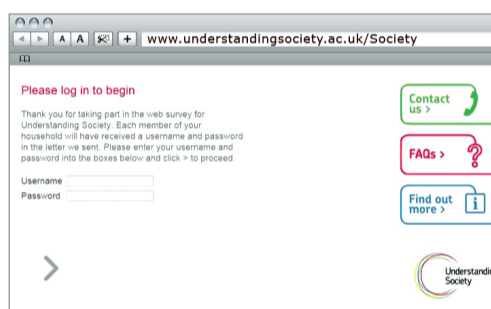 A A + www.understandingsociety.ac.uk/Society
Please log in to begin
Thank you for taking part in the web survey for
Understanding Society. Each member of your
household will have received a username and password
in the letter we sent. Please enter your username and
password into the boxes below and click > to proceed.
Username
Password
Contact
us >
FAQs >
?
Find out
more >
i
Understandi
Society